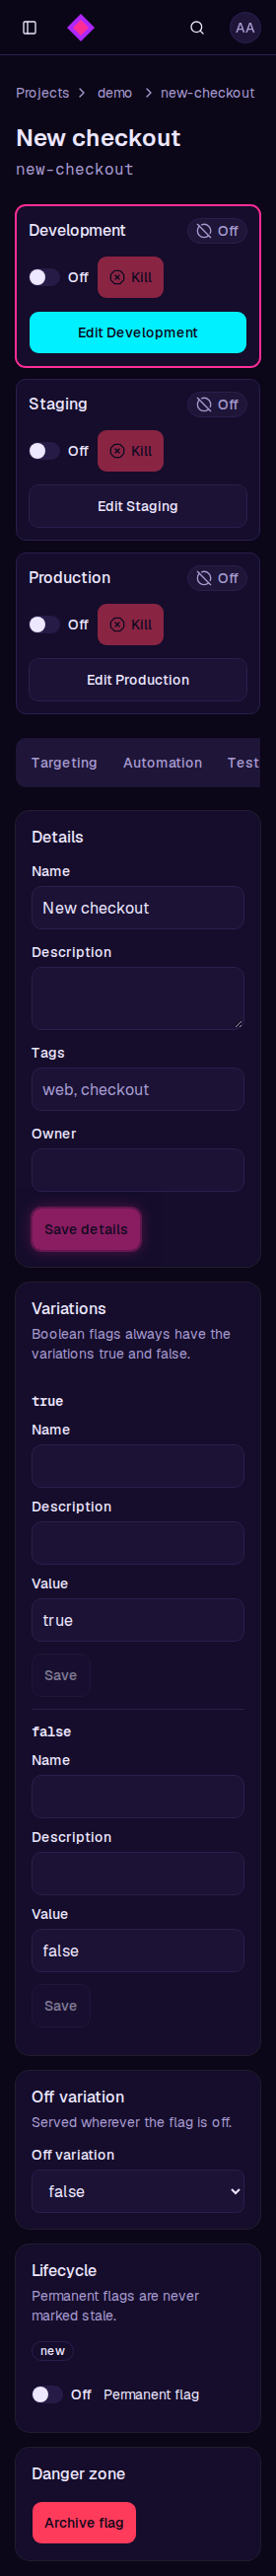 AA
Projects > demo > new-checkout
New checkout
new-checkout
Development Off
Off Kill
Edit Development
Staging Off
Off Kill
Edit Staging
Production Off
Off Kill
Edit Production
Targeting Automation Test
Details
Name
New checkout
Description
Tags
web, checkout
Owner
Save details
Variations
Boolean flags always have the
variations true and false.
true
Name
Description
Value
true
Save
false
Name
Description
Value
false
Save
Off variation
Served wherever the flag is off.
Off variation
false
Lifecycle
Permanent flags are never
marked stale.
new
Off Permanent flag
Danger zone
Archive flag